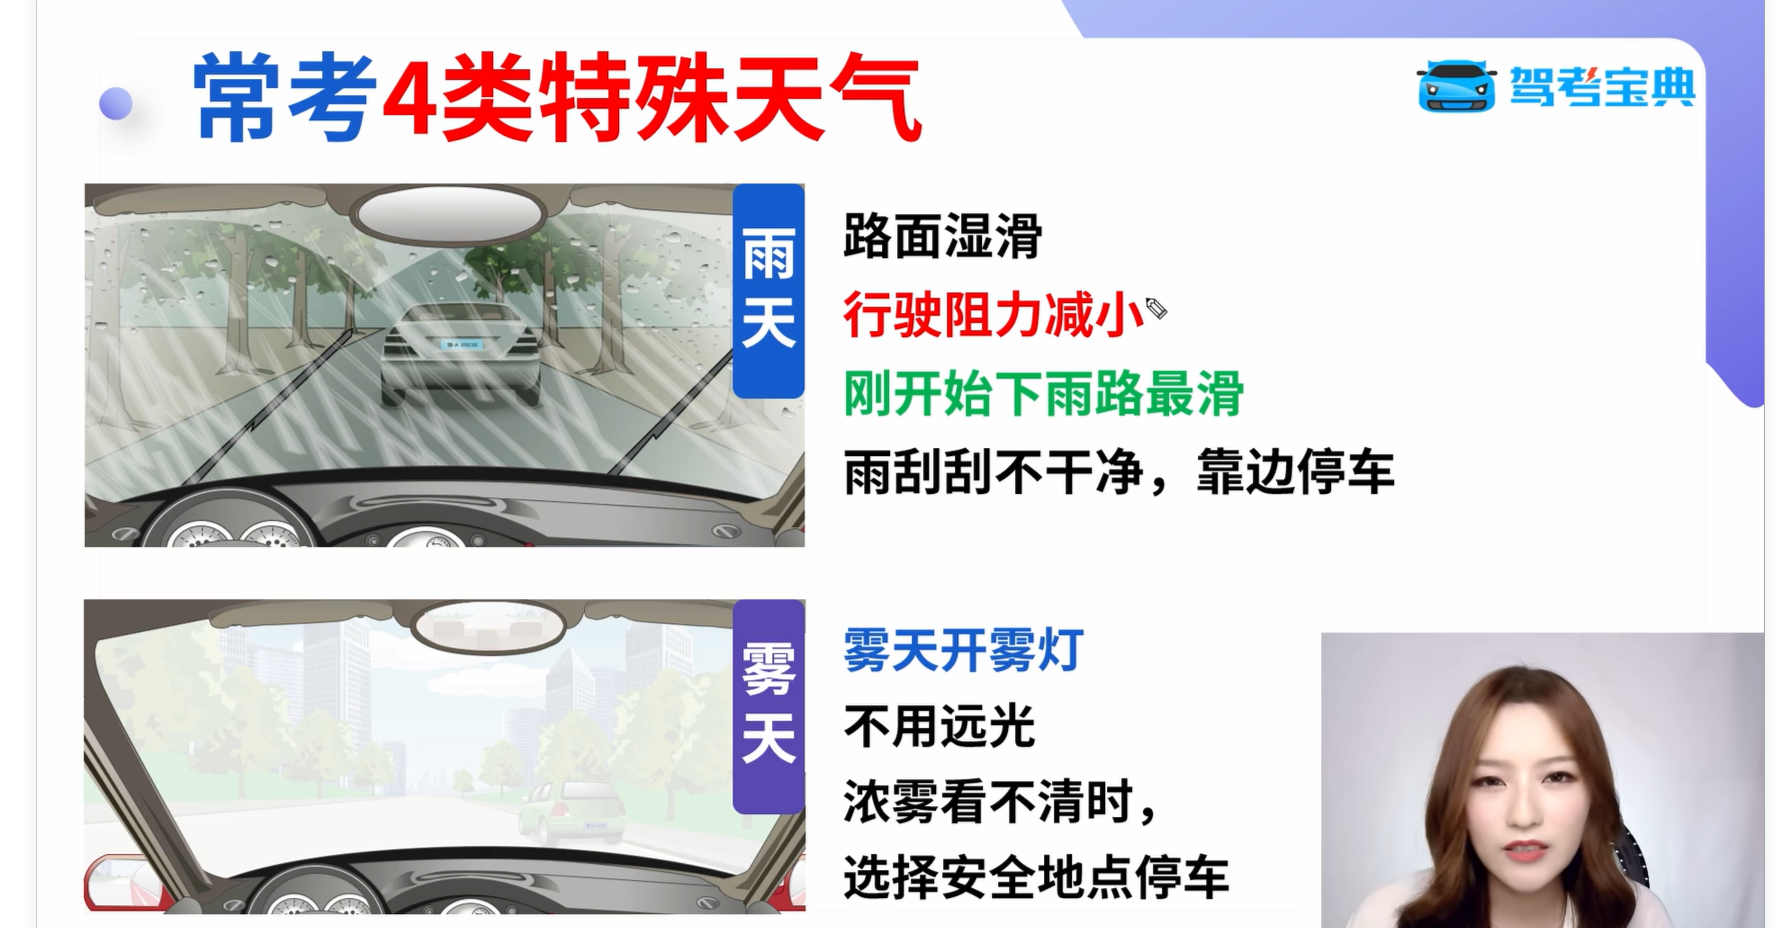 常考4类特殊天气
驾考宝典
雨天
路面湿滑
行驶阻力减小
刚开始下雨路最滑
雨刮刮不干净，靠边停车
雾天
雾天开雾灯
不用远光
浓雾看不清时，
选择安全地点停车